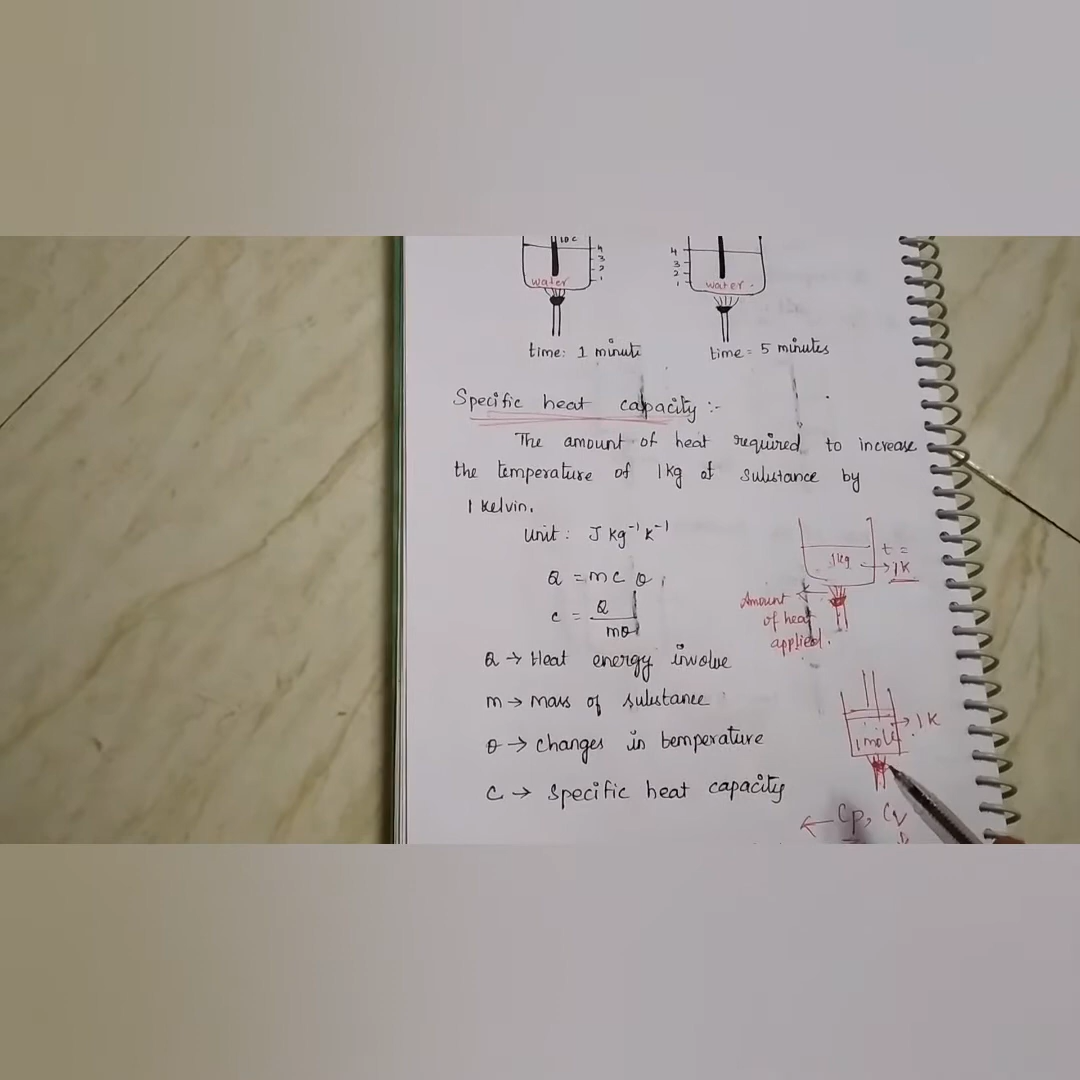 10 c
4
3
2
1
water
4
3
2
1
water.
time: 1 minute
time = 5 minutes
Specific heat capacity :-
The amount of heat required to increase
the temperature of 1kg of substance by
1 Kelvin.
Unit : J kg⁻¹ K⁻¹
Q = mc θ
c = Q
mθ
1kg
t =
1K
Amount
of heat
applied.
Q → Heat energy involve
m → mass of substance
θ → changes in temperature
c → Specific heat capacity
1 mole
→ 1K
← Cp, Cv